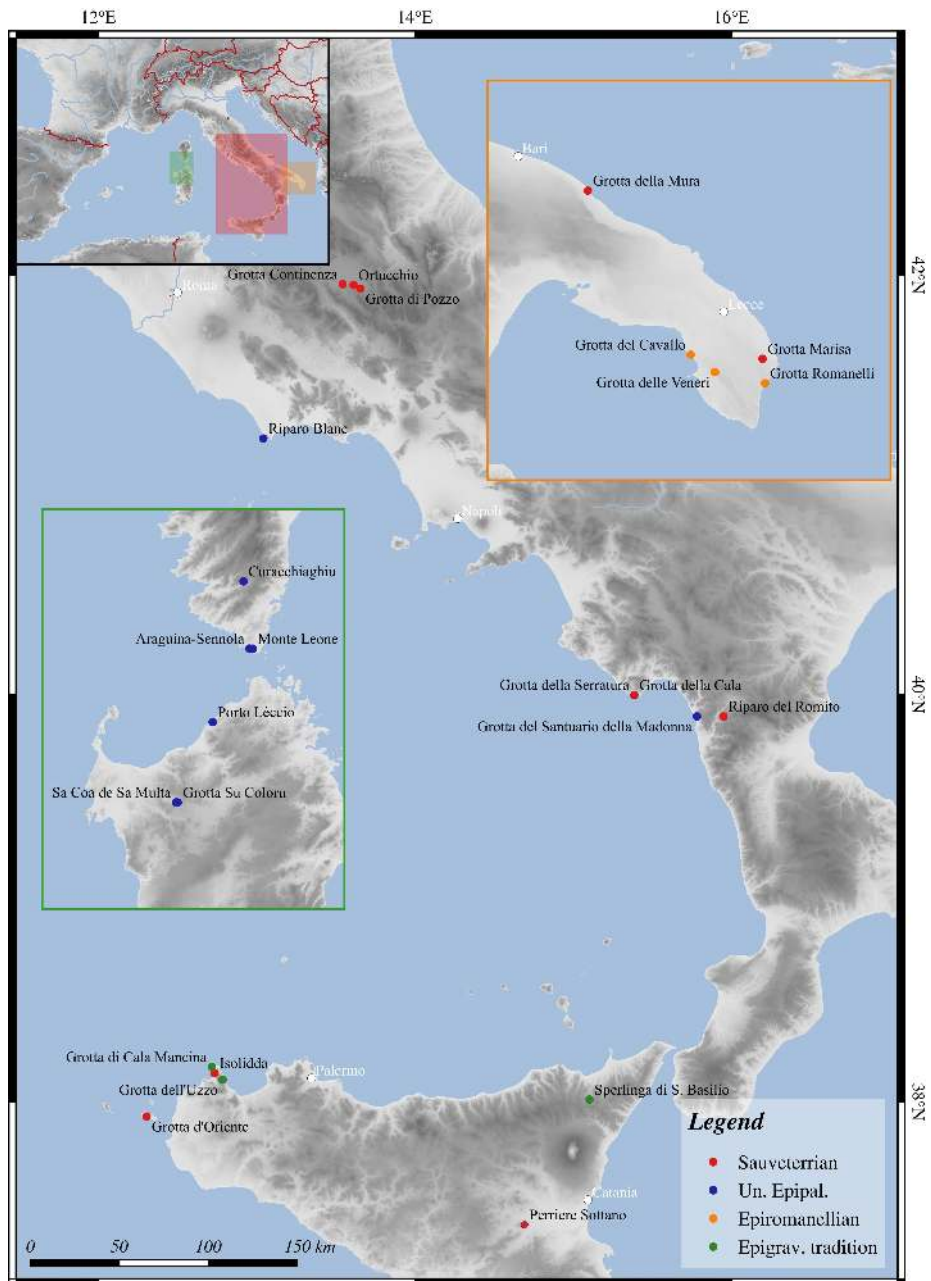 12°E 14°E 16°E
Bari
Grotta della Mura
Grotta Continenza Ortucchio
Roma 42°N
Grotta di Pozzo
Lecce
Grotta del Cavallo Grotta Marisa
Grotta delle Veneri Grotta Romanelli
Riparo Blanc
Napoli
Curacchiaghiu
Araguina-Sennola Monte Leone
Grotta della Serratura Grotta della Cala 40°N
Porto Lèccio Riparo del Romito
Grotta del Santuario della Madonna
Sa Coa de Sa Multa Grotta Su Coloru
Grotta di Cala Mancina Isolidda
Palermo
Grotta dell'Uzzo Sperlinga di S. Basilio
38°N
Grotta d'Oriente
Legend
Sauveterrian
Un. Epipal.
Catania
Perriere Sottano Epiromanellian
0 50 100 150 km
Epigrav. tradition